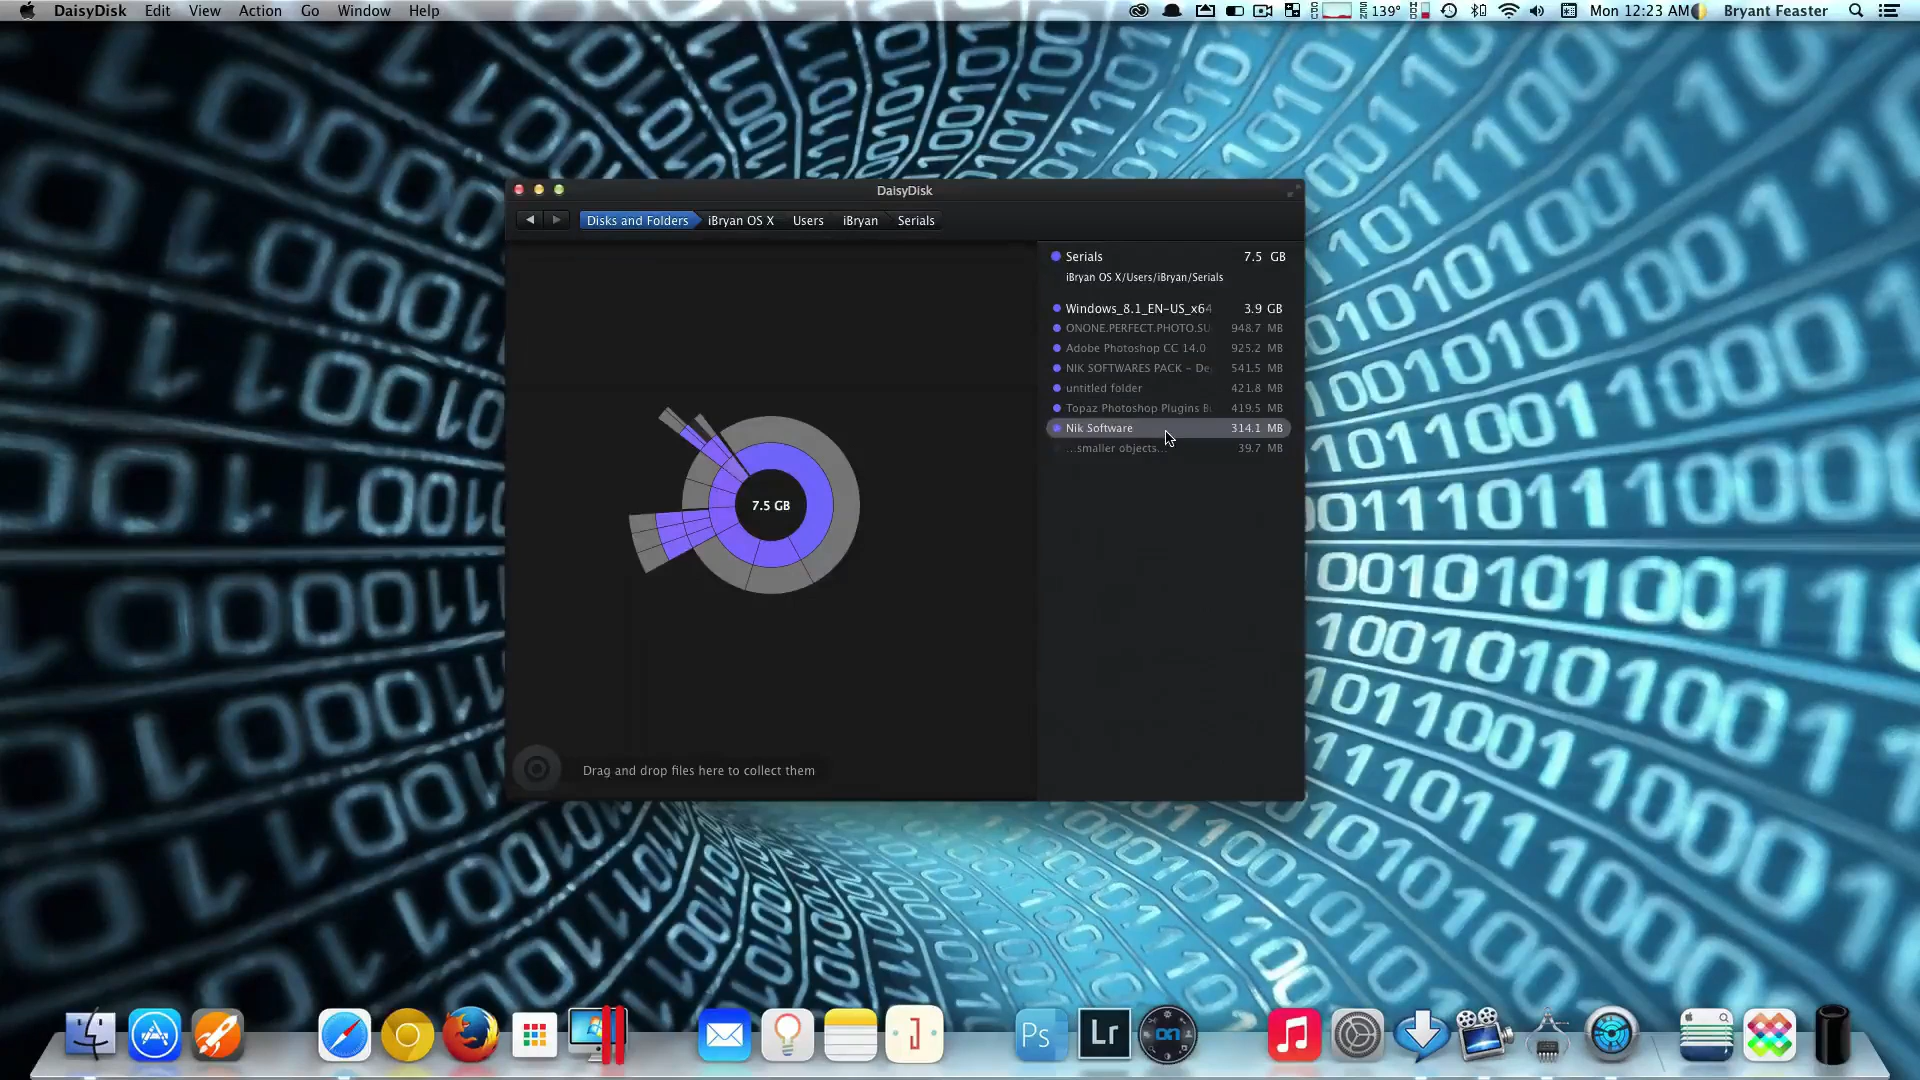 DaisyDisk Edit View Action Go Window Help
139° Mon 12:23 AM Bryant Feaster
DaisyDisk
Disks and Folders iBryan OS X Users iBryan Serials
Serials 7.5 GB
iBryan OS X/Users/iBryan/Serials
Windows_8.1_EN-US_x64 3.9 GB
ONONE.PERFECT.PHOTO.SU 948.7 MB
Adobe Photoshop CC 14.0 925.2 MB
NIK SOFTWARES PACK - De 541.5 MB
untitled folder 421.8 MB
Topaz Photoshop Plugins B 419.5 MB
Nik Software 314.1 MB
...smaller objects... 39.7 MB
7.5 GB
Drag and drop files here to collect them
Ps Lr on